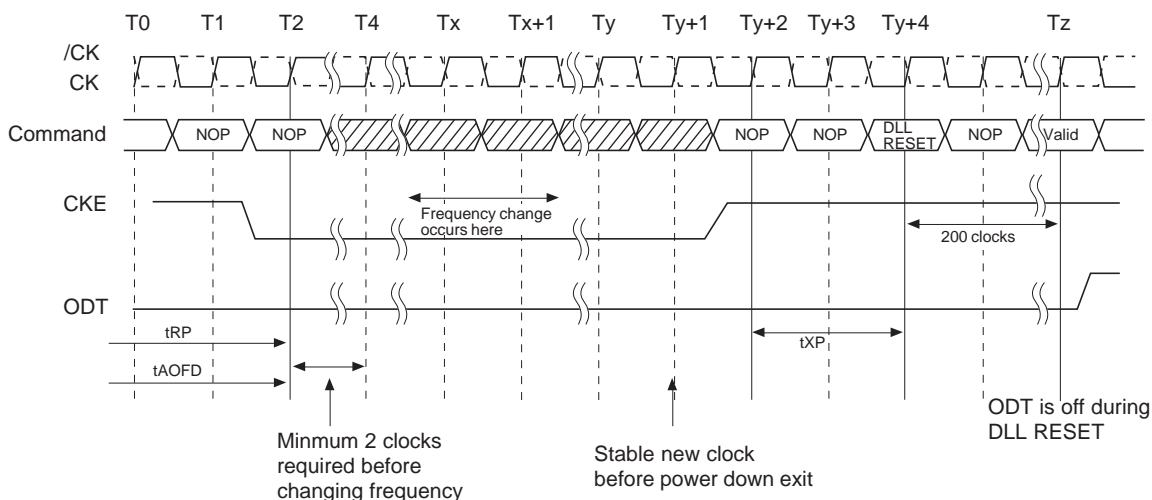 T0 T1 T2 T4 Tx Tx+1 Ty Ty+1 Ty+2 Ty+3 Ty+4 Tz
/CK
CK
Command NOP NOP NOP NOP DLL RESET NOP Valid
CKE
Frequency change
occurs here
200 clocks
ODT
tRP
tXP
tAOFD
Minmum 2 clocks
required before
changing frequency
Stable new clock
before power down exit
ODT is off during
DLL RESET